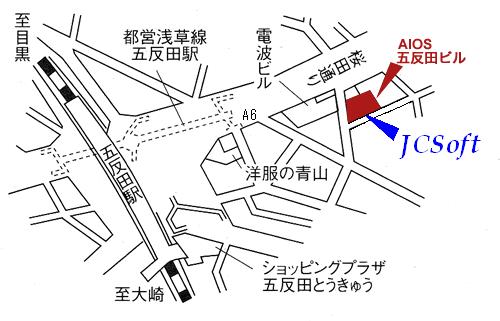 至目黒
都営浅草線
五反田駅
電波ビル
桜田通り
AIOS
五反田ビル
A6
JCSoft
五反田駅
洋服の青山
ショッピングプラザ
五反田とうきゅう
至大崎